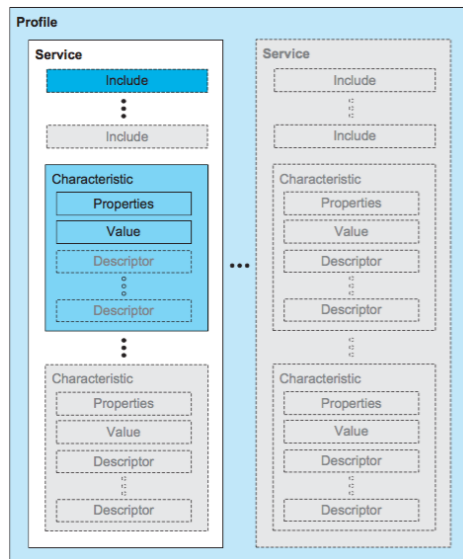 Profile
Service
Include
Include
Characteristic
Properties
Value
Descriptor
Descriptor
Characteristic
Properties
Value
Descriptor
Descriptor
Service
Include
Include
Characteristic
Properties
Value
Descriptor
Descriptor
Characteristic
Properties
Value
Descriptor
Descriptor